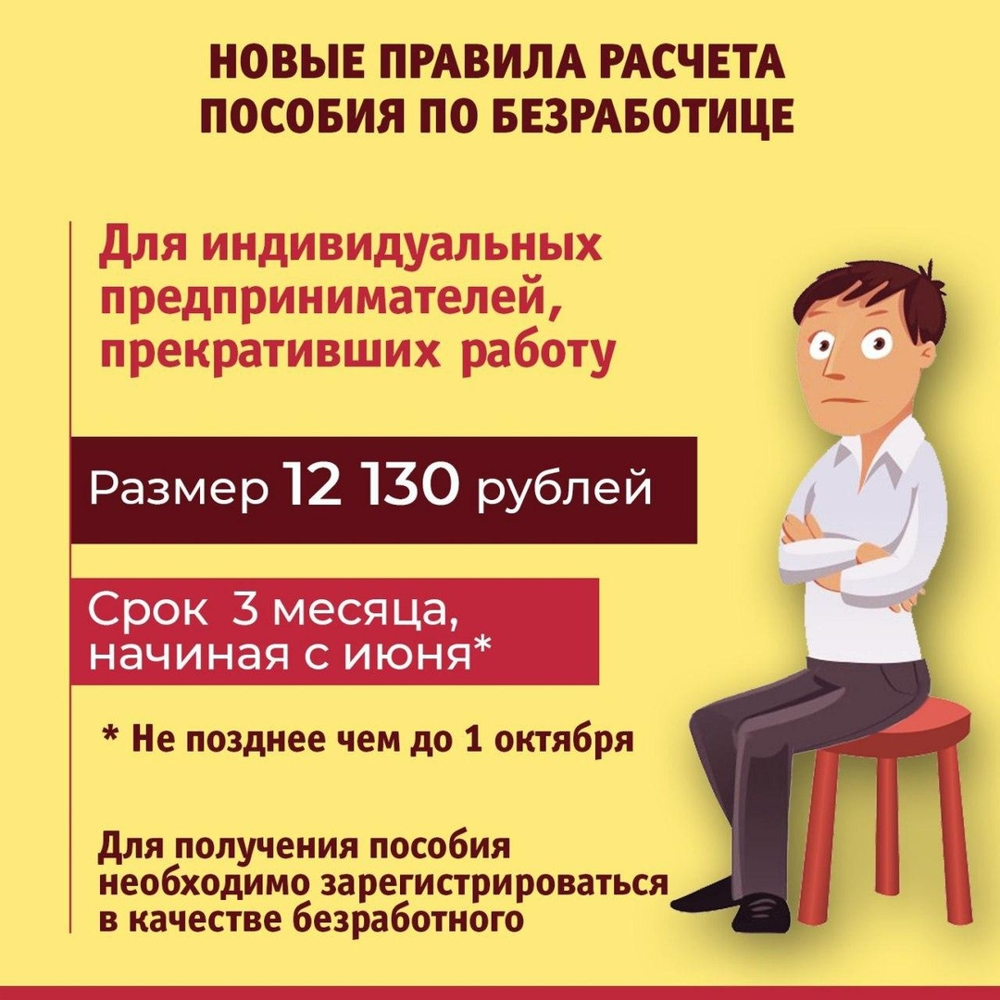 НОВЫЕ ПРАВИЛА РАСЧЕТА
ПОСОБИЯ ПО БЕЗРАБОТИЦЕ
Для индивидуальных
предпринимателей,
прекративших работу
Размер 12 130 рублей
Срок 3 месяца,
начиная с июня*
* Не позднее чем до 1 октября
Для получения пособия
необходимо зарегистрироваться
в качестве безработного